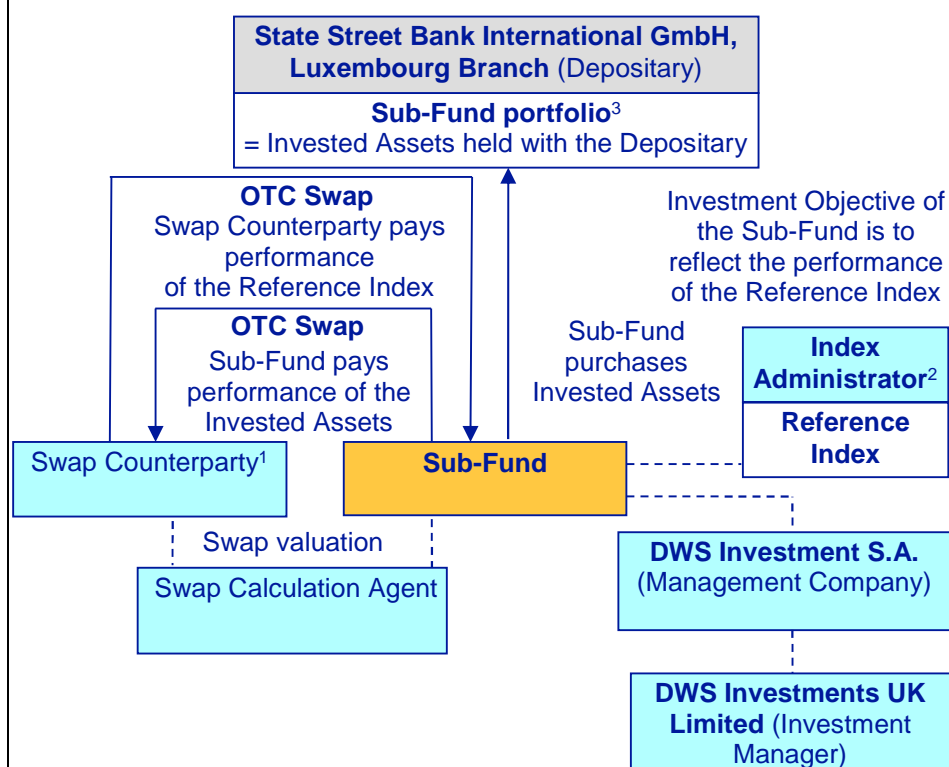 State Street Bank International GmbH,
Luxembourg Branch (Depositary)
Sub-Fund portfolio³
= Invested Assets held with the Depositary
OTC Swap
Swap Counterparty pays
performance
of the Reference Index
OTC Swap
Sub-Fund pays
performance of the
Invested Assets
Sub-Fund
purchases
Invested Assets
Investment Objective of
the Sub-Fund is to
reflect the performance
of the Reference Index
Index
Administrator²
Reference
Index
Swap Counterparty¹
Sub-Fund
Swap valuation
Swap Calculation Agent
DWS Investment S.A.
(Management Company)
DWS Investments UK
Limited (Investment
Manager)